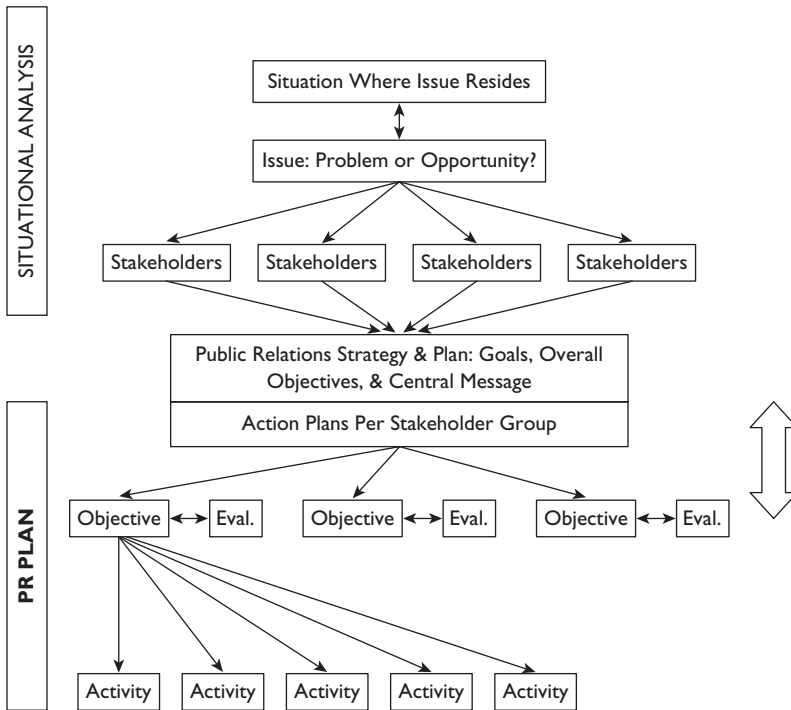 SITUATIONAL ANALYSIS
Situation Where Issue Resides
Issue: Problem or Opportunity?
Stakeholders
Stakeholders
Stakeholders
Stakeholders
Public Relations Strategy & Plan: Goals, Overall
Objectives, & Central Message
Action Plans Per Stakeholder Group
PR PLAN
Objective
Eval.
Objective
Eval.
Objective
Eval.
Activity
Activity
Activity
Activity
Activity